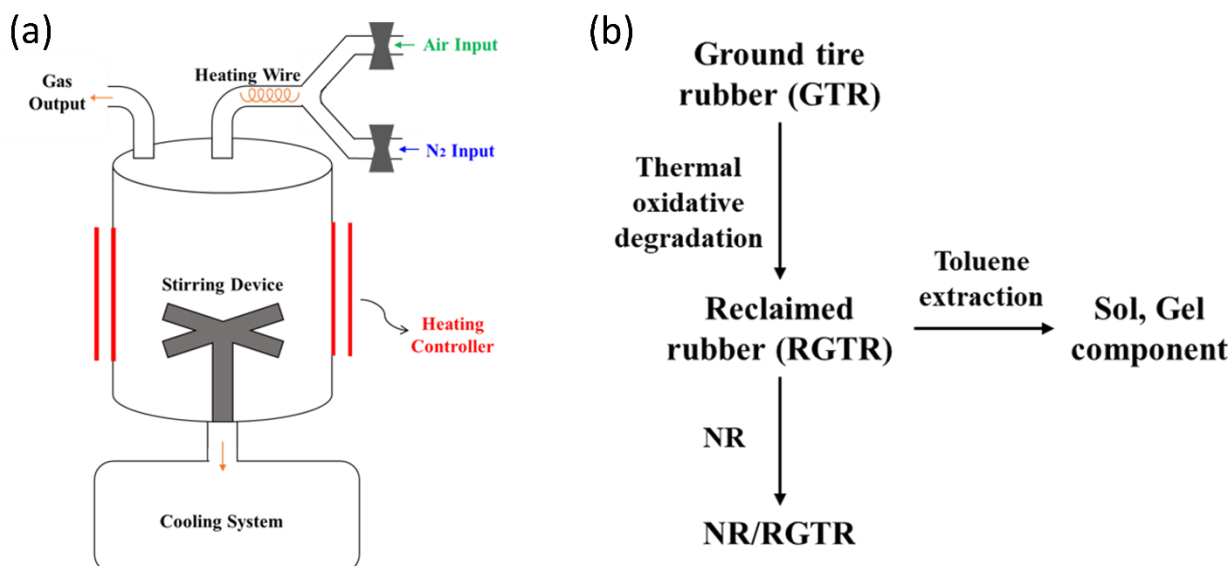 (a)
Gas
Output
Heating Wire
Air Input
N₂ Input
Stirring Device
Heating
Controller
Cooling System
(b)
Ground tire
rubber (GTR)
Thermal
oxidative
degradation
Reclaimed
rubber (RGTR)
Toluene
extraction
Sol, Gel
component
NR
NR/RGTR